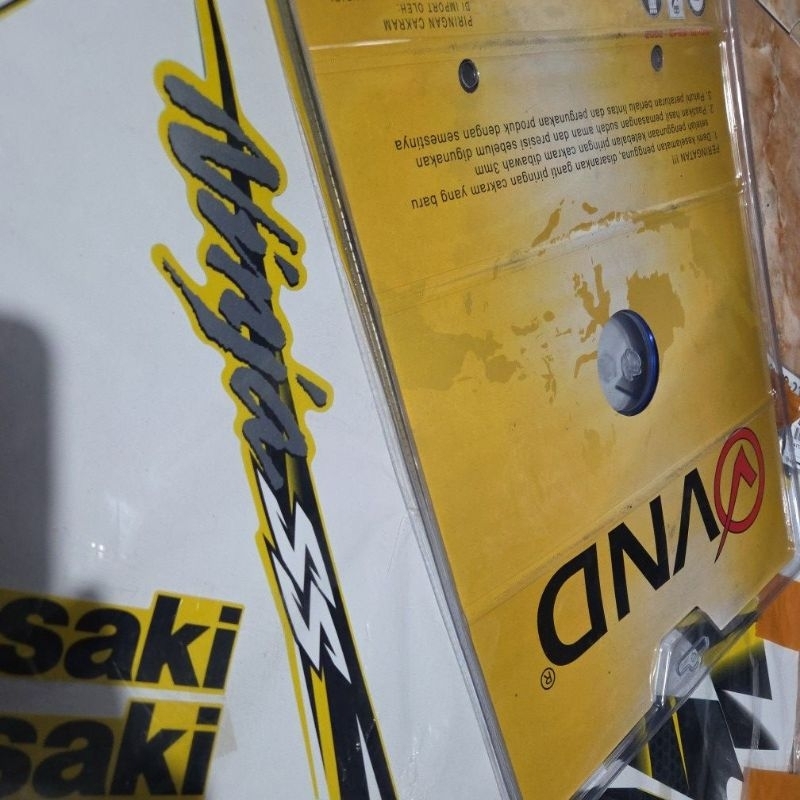 Ninja SS
saki
saki
VND®
PERINGATAN !!!
1. Demi keselamatan pengguna, disarankan ganti piringan cakram yang baru
setelah penggunaan ketebalan piringan cakram dibawah 3mm
2. Pastikan hasil pemasangan sudah aman dan presisi sebelum digunakan
3. Patuhi peraturan berlalu lintas dan pergunakan produk dengan semestinya
PIRINGAN CAKRAM
DI IMPORT OLEH: